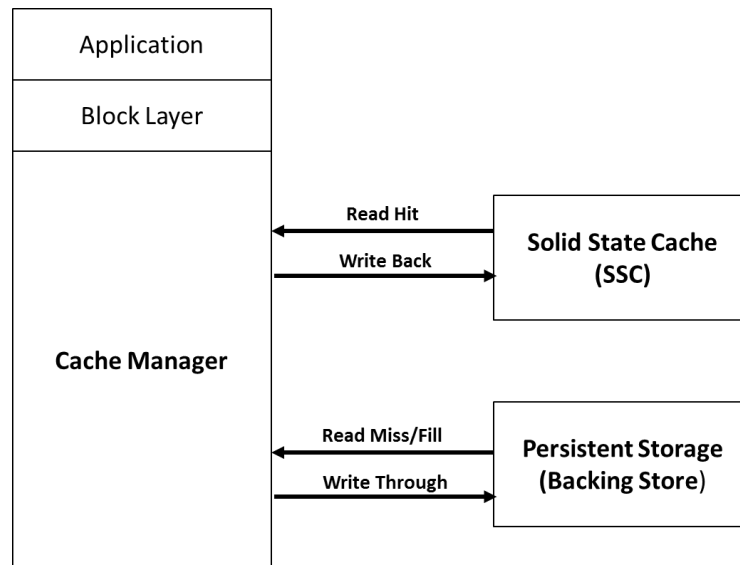 Application
Block Layer
Read Hit
Solid State Cache
(SSC)
Write Back
Cache Manager
Read Miss/Fill
Persistent Storage
(Backing Store)
Write Through